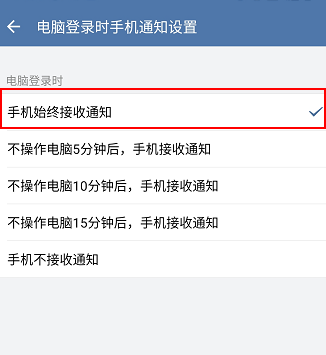 电脑登录时手机通知设置
电脑登录时
手机始终接收通知
不操作电脑5分钟后，手机接收通知
不操作电脑10分钟后，手机接收通知
不操作电脑15分钟后，手机接收通知
手机不接收通知